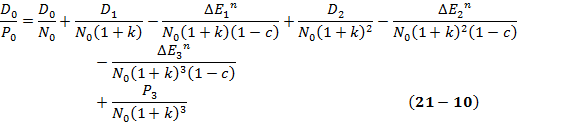 D₀/P₀ = D₀/N₀ + D₁/(N₀(1 + k)) − ΔE₁ⁿ/(N₀(1 + k)(1 − c)) + D₂/(N₀(1 + k)²) − ΔE₂ⁿ/(N₀(1 + k)²(1 − c))
− ΔE₃ⁿ/(N₀(1 + k)³(1 − c))
+ P₃/(N₀(1 + k)³) (21 − 10)